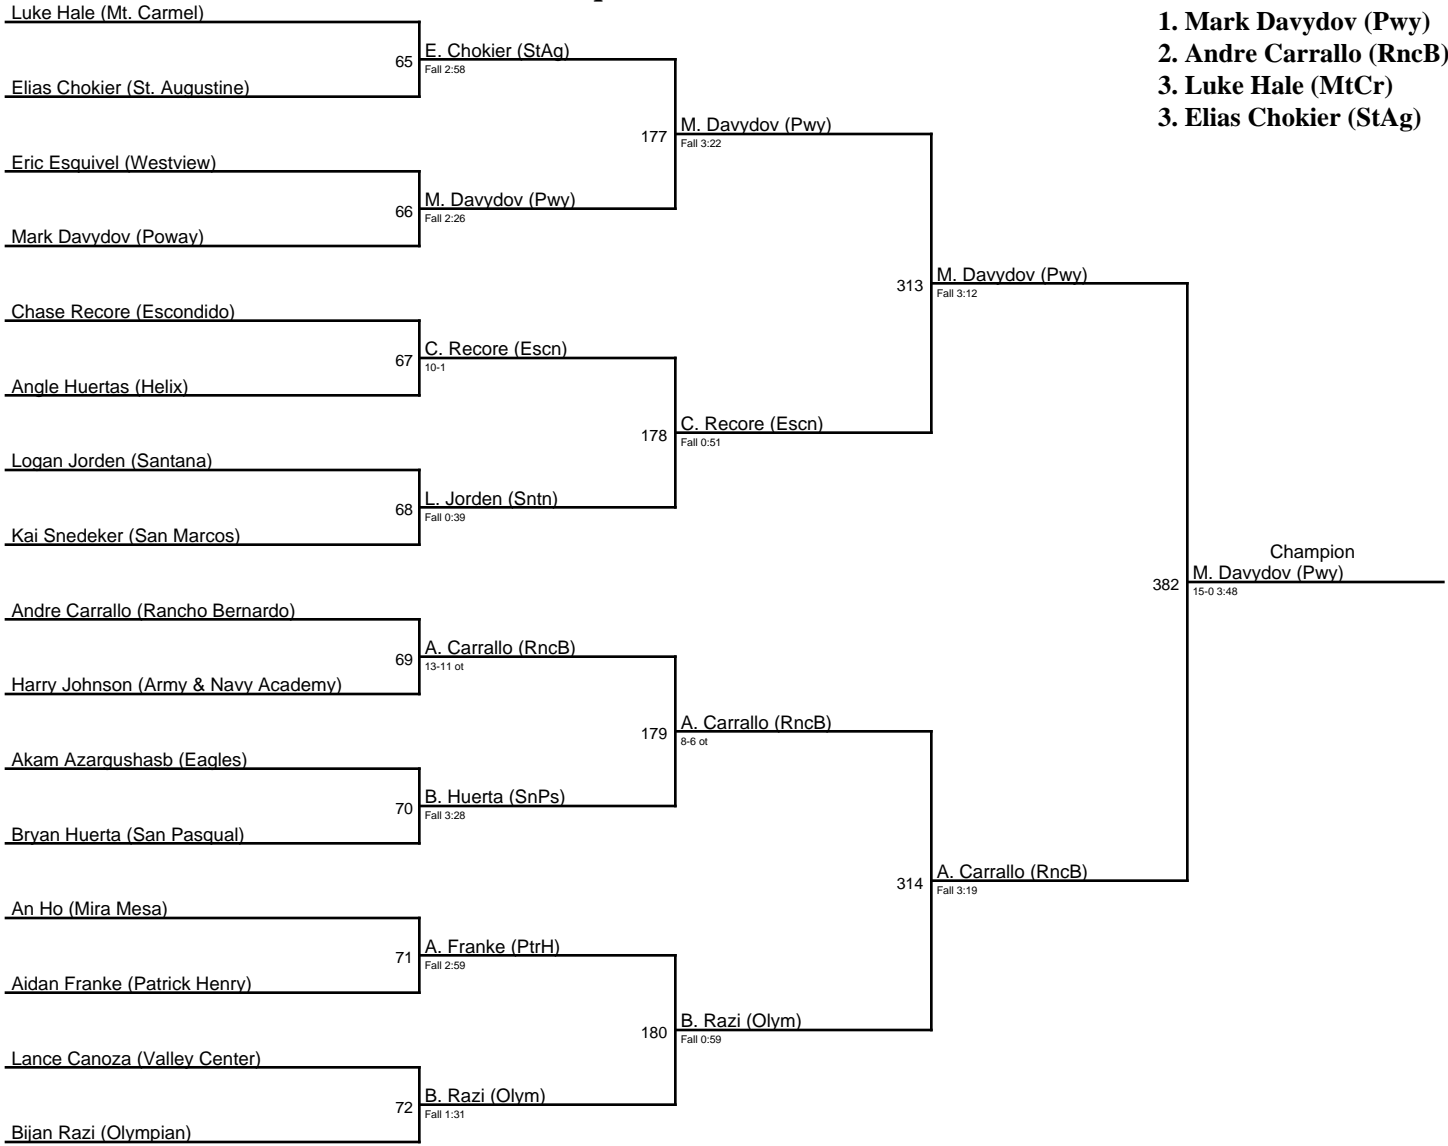 1. Mark Davydov (Pwy)
2. Andre Carrallo (RncB)
3. Luke Hale (MtCr)
3. Elias Chokier (StAg)
Luke Hale (Mt. Carmel)
65
E. Chokier (StAg)
Fall 2:58
Elias Chokier (St. Augustine)
177
M. Davydov (Pwy)
Fall 3:22
Eric Esquivel (Westview)
66
M. Davydov (Pwy)
Fall 2:26
Mark Davydov (Poway)
313
M. Davydov (Pwy)
Fall 3:12
Chase Recore (Escondido)
67
C. Recore (Escn)
10-1
Angle Huertas (Helix)
178
C. Recore (Escn)
Fall 0:51
Logan Jorden (Santana)
68
L. Jorden (Sntn)
Fall 0:39
Kai Snedeker (San Marcos)
Champion
382
M. Davydov (Pwy)
15-0 3:48
Andre Carrallo (Rancho Bernardo)
69
A. Carrallo (RncB)
13-11 ot
Harry Johnson (Army & Navy Academy)
179
A. Carrallo (RncB)
8-6 ot
Akam Azargushasb (Eagles)
70
B. Huerta (SnPs)
Fall 3:28
Bryan Huerta (San Pasqual)
314
A. Carrallo (RncB)
Fall 3:19
An Ho (Mira Mesa)
71
A. Franke (PtrH)
Fall 2:59
Aidan Franke (Patrick Henry)
180
B. Razi (Olym)
Fall 0:59
Lance Canoza (Valley Center)
72
B. Razi (Olym)
Fall 1:31
Bijan Razi (Olympian)